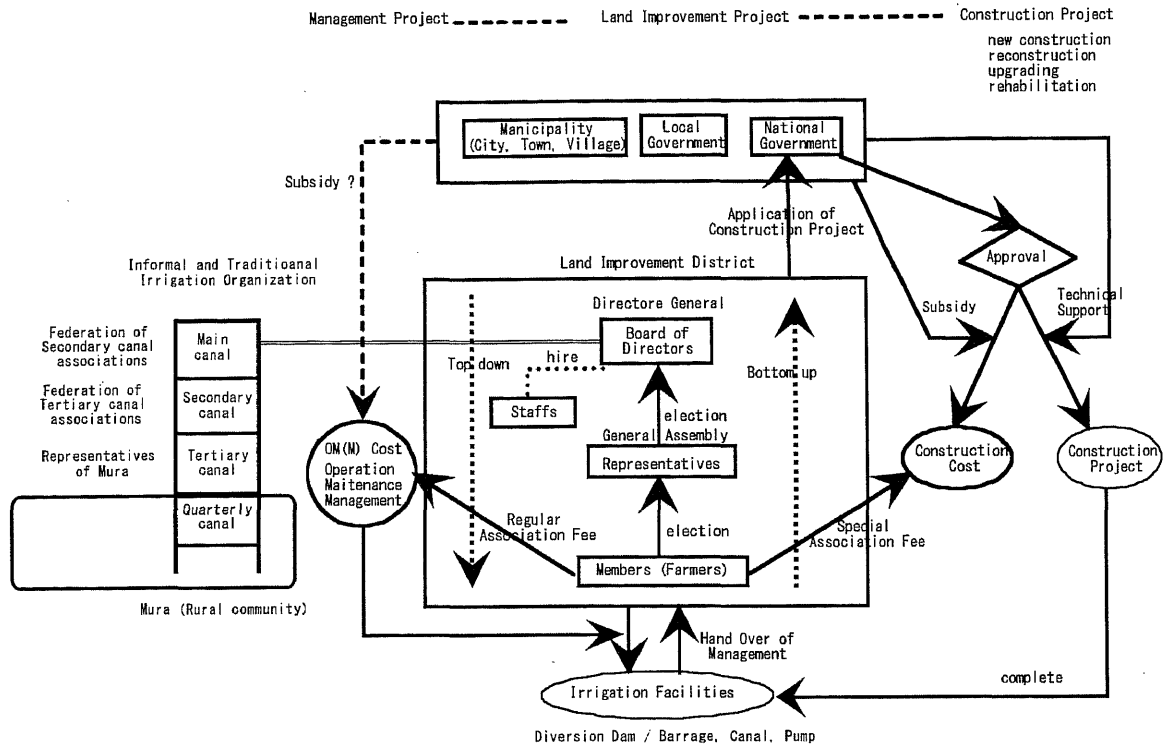 Management Project
Land Improvement Project
Construction Project
new construction
reconstruction
upgrading
rehabilitation
Manicipality
(City, Town, Village)
Local
Government
National
Government
Subsidy ?
Application of
Construction Project
Approval
Informal and Traditioanal
Irrigation Organization
Land Improvement District
Subsidy
Technical
Support
Directore General
Board of
Directors
Federation of
Secondary canal
associations
Main
canal
Top down
hire
Bottom up
Federation of
Tertiary canal
associations
Secondary
canal
Staffs
election
General Assembly
Representatives
Representatives
of Mura
Tertiary
canal
OM(M) Cost
Operation
Maitenance
Management
Construction
Cost
Construction
Project
Quarterly
canal
Regular
Association Fee
election
Special
Association Fee
Members (Farmers)
Mura (Rural community)
Hand Over of
Management
complete
Irrigation Facilities
Diversion Dam / Barrage, Canal, Pump